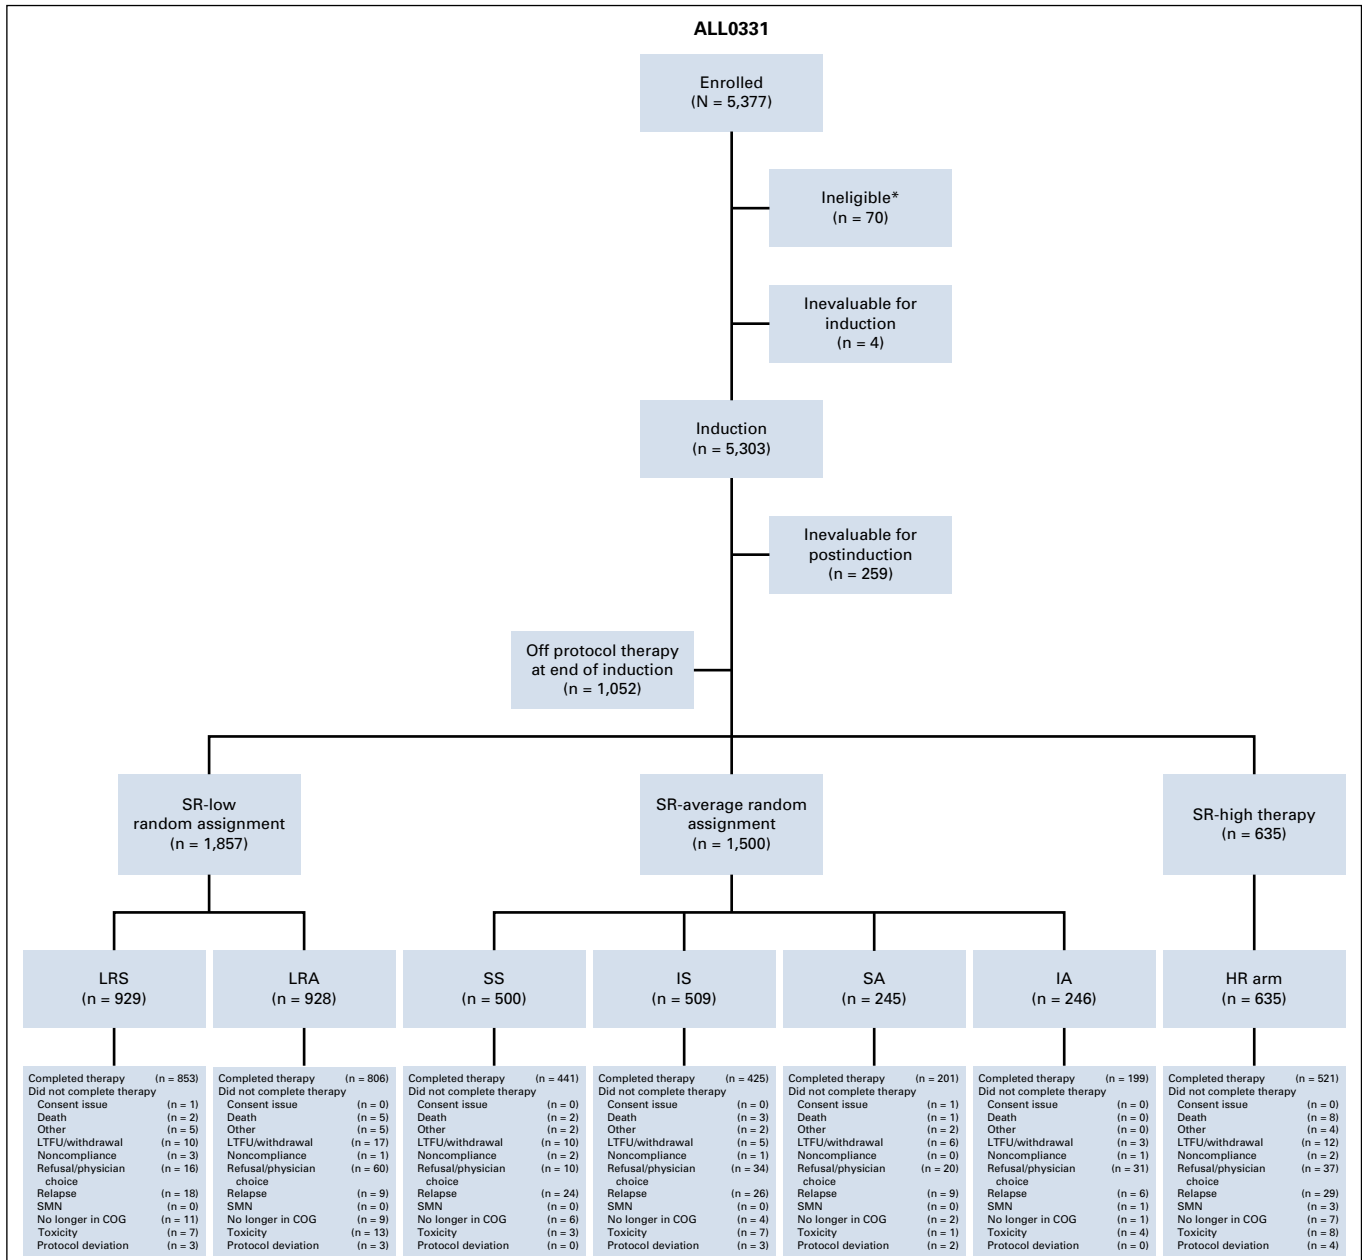 ALL0331
Enrolled
(N = 5,377)
Ineligible*
(n = 70)
Inevaluable for
induction
(n = 4)
Induction
(n = 5,303)
Inevaluable for
postinduction
(n = 259)
Off protocol therapy
at end of induction
(n = 1,052)
SR-low
random assignment
(n = 1,857)
SR-average random
assignment
(n = 1,500)
SR-high therapy
(n = 635)
LRS
(n = 929)
LRA
(n = 928)
SS
(n = 500)
IS
(n = 509)
SA
(n = 245)
IA
(n = 246)
HR arm
(n = 635)
Completed therapy (n = 853)
Did not complete therapy
Consent issue (n = 1)
Death (n = 2)
Other (n = 5)
LTFU/withdrawal (n = 10)
Noncompliance (n = 3)
Refusal/physician (n = 16)
choice
Relapse (n = 18)
SMN (n = 0)
No longer in COG (n = 11)
Toxicity (n = 7)
Protocol deviation (n = 3)
Completed therapy (n = 806)
Did not complete therapy
Consent issue (n = 0)
Death (n = 5)
Other (n = 5)
LTFU/withdrawal (n = 17)
Noncompliance (n = 1)
Refusal/physician (n = 60)
choice
Relapse (n = 9)
SMN (n = 0)
No longer in COG (n = 9)
Toxicity (n = 13)
Protocol deviation (n = 3)
Completed therapy (n = 441)
Did not complete therapy
Consent issue (n = 0)
Death (n = 2)
Other (n = 2)
LTFU/withdrawal (n = 10)
Noncompliance (n = 2)
Refusal/physician (n = 10)
choice
Relapse (n = 24)
SMN (n = 0)
No longer in COG (n = 6)
Toxicity (n = 3)
Protocol deviation (n = 0)
Completed therapy (n = 425)
Did not complete therapy
Consent issue (n = 0)
Death (n = 3)
Other (n = 2)
LTFU/withdrawal (n = 5)
Noncompliance (n = 1)
Refusal/physician (n = 34)
choice
Relapse (n = 26)
SMN (n = 0)
No longer in COG (n = 4)
Toxicity (n = 7)
Protocol deviation (n = 3)
Completed therapy (n = 201)
Did not complete therapy
Consent issue (n = 1)
Death (n = 1)
Other (n = 2)
LTFU/withdrawal (n = 6)
Noncompliance (n = 0)
Refusal/physician (n = 20)
choice
Relapse (n = 9)
SMN (n = 0)
No longer in COG (n = 2)
Toxicity (n = 1)
Protocol deviation (n = 2)
Completed therapy (n = 199)
Did not complete therapy
Consent issue (n = 0)
Death (n = 0)
Other (n = 0)
LTFU/withdrawal (n = 3)
Noncompliance (n = 1)
Refusal/physician (n = 31)
choice
Relapse (n = 6)
SMN (n = 1)
No longer in COG (n = 1)
Toxicity (n = 4)
Protocol deviation (n = 0)
Completed therapy (n = 521)
Did not complete therapy
Consent issue (n = 0)
Death (n = 8)
Other (n = 4)
LTFU/withdrawal (n = 12)
Noncompliance (n = 2)
Refusal/physician (n = 37)
choice
Relapse (n = 29)
SMN (n = 3)
No longer in COG (n = 7)
Toxicity (n = 8)
Protocol deviation (n = 4)